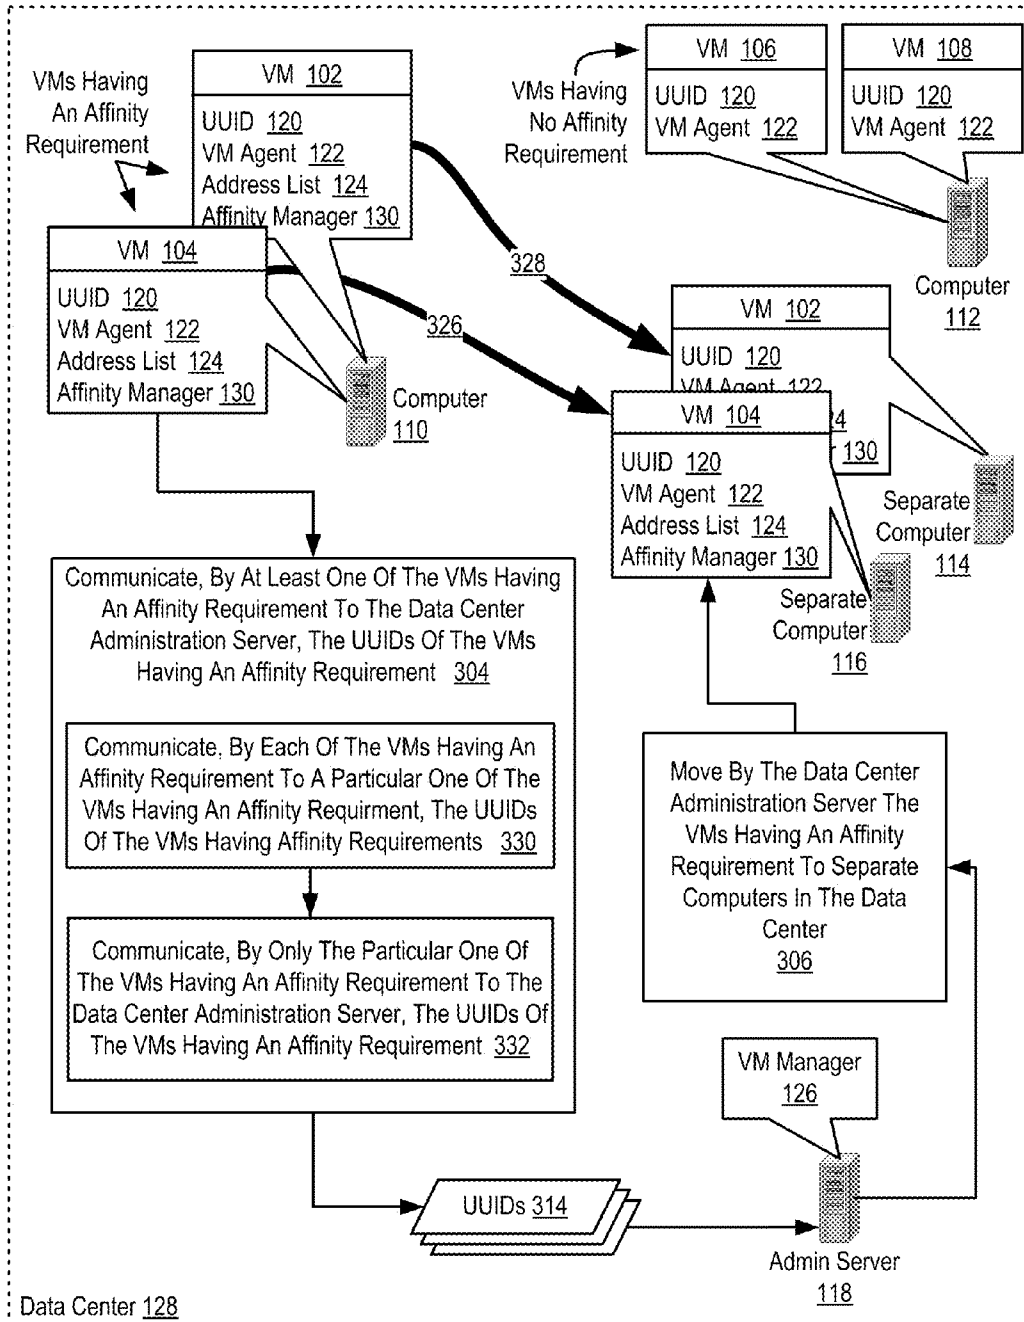 VMs Having
An Affinity
Requirement
VM 102
UUID 120
VM Agent 122
Address List 124
Affinity Manager 130
VM 104
UUID 120
VM Agent 122
Address List 124
Affinity Manager 130
Computer
110
328
326
VMs Having
No Affinity
Requirement
VM 106
UUID 120
VM Agent 122
VM 108
UUID 120
VM Agent 122
Computer
112
VM 102
UUID 120
VM Agent 122
130
VM 104
UUID 120
VM Agent 122
Address List 124
Affinity Manager 130
Separate
Computer
114
Separate
Computer
116
Communicate, By At Least One Of The VMs Having
An Affinity Requirement To The Data Center
Administration Server, The UUIDs Of The VMs
Having An Affinity Requirement 304
Communicate, By Each Of The VMs Having An
Affinity Requirement To A Particular One Of The
VMs Having An Affinity Requirment, The UUIDs
Of The VMs Having Affinity Requirements 330
Communicate, By Only The Particular One Of
The VMs Having An Affinity Requirement To The
Data Center Administration Server, The UUIDs Of
The VMs Having An Affinity Requirement 332
Move By The Data Center
Administration Server The
VMs Having An Affinity
Requirement To Separate
Computers In The Data
Center
306
VM Manager
126
UUIDs 314
Admin Server
118
Data Center 128